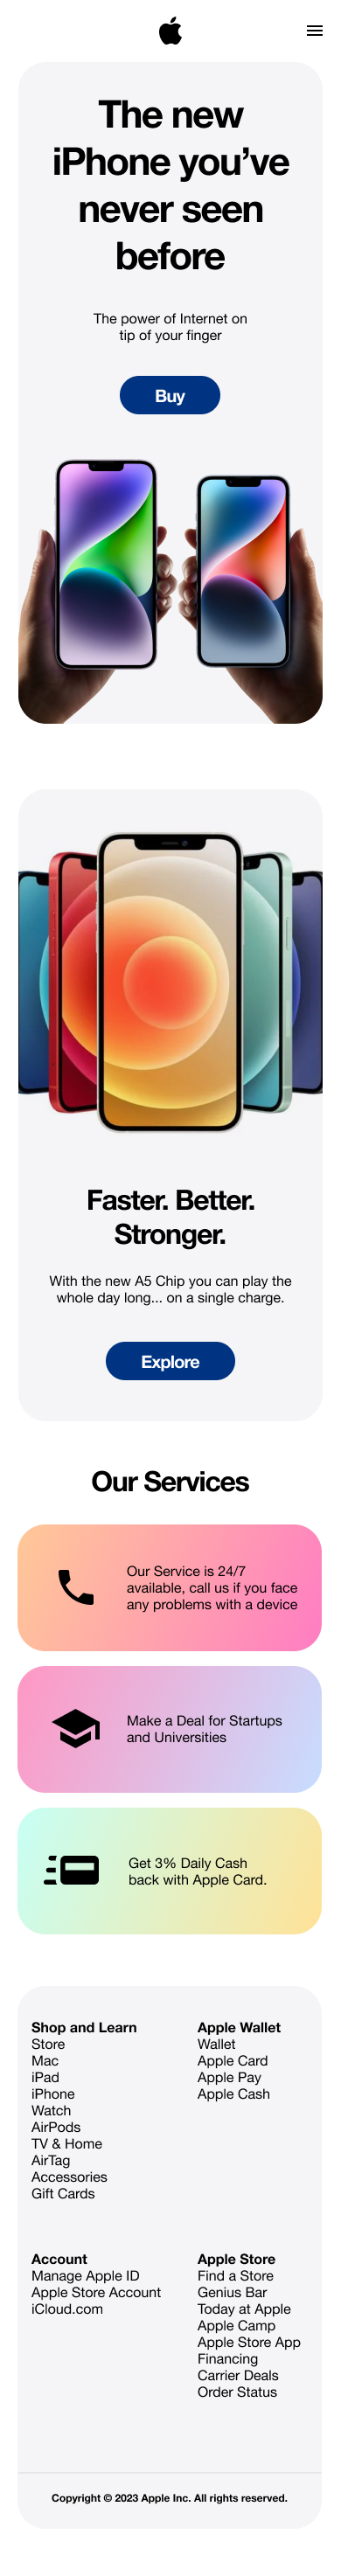 The new
iPhone you’ve
never seen
before
The power of Internet on
tip of your finger
Buy
Faster. Better.
Stronger.
With the new A5 Chip you can play the
whole day long... on a single charge.
Explore
Our Services
Our Service is 24/7
available, call us if you face
any problems with a device
Make a Deal for Startups
and Universities
Get 3% Daily Cash
back with Apple Card.
Shop and Learn
Store
Mac
iPad
iPhone
Watch
AirPods
TV & Home
AirTag
Accessories
Gift Cards
Apple Wallet
Wallet
Apple Card
Apple Pay
Apple Cash
Account
Manage Apple ID
Apple Store Account
iCloud.com
Apple Store
Find a Store
Genius Bar
Today at Apple
Apple Camp
Apple Store App
Financing
Carrier Deals
Order Status
Copyright © 2023 Apple Inc. All rights reserved.